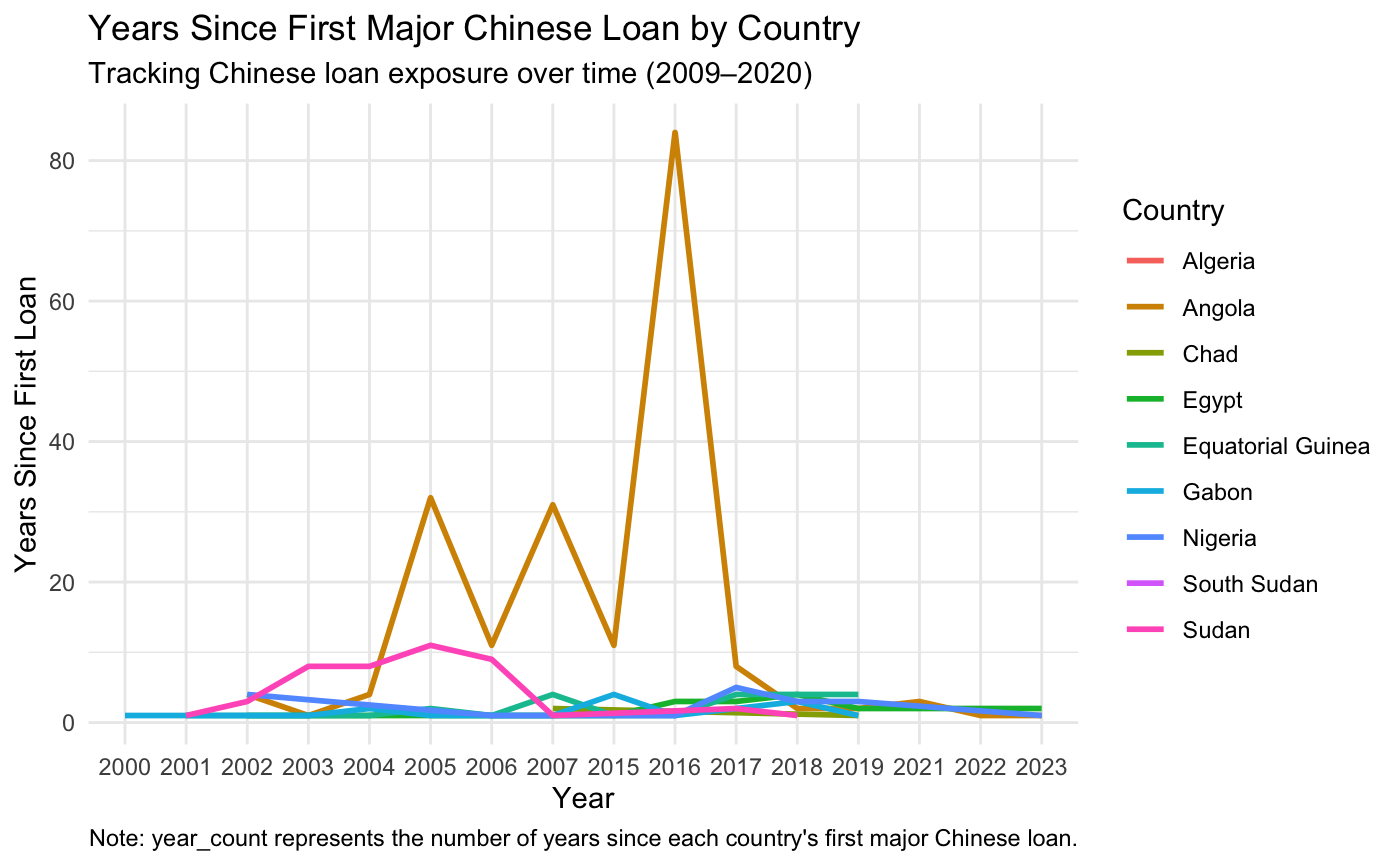 Years Since First Major Chinese Loan by Country
Tracking Chinese loan exposure over time (2009–2020)
Years Since First Loan
80
60
40
20
0
2000 2001 2002 2003 2004 2005 2006 2007 2015 2016 2017 2018 2019 2021 2022 2023
Year
Note: year_count represents the number of years since each country's first major Chinese loan.
Country
Algeria
Angola
Chad
Egypt
Equatorial Guinea
Gabon
Nigeria
South Sudan
Sudan